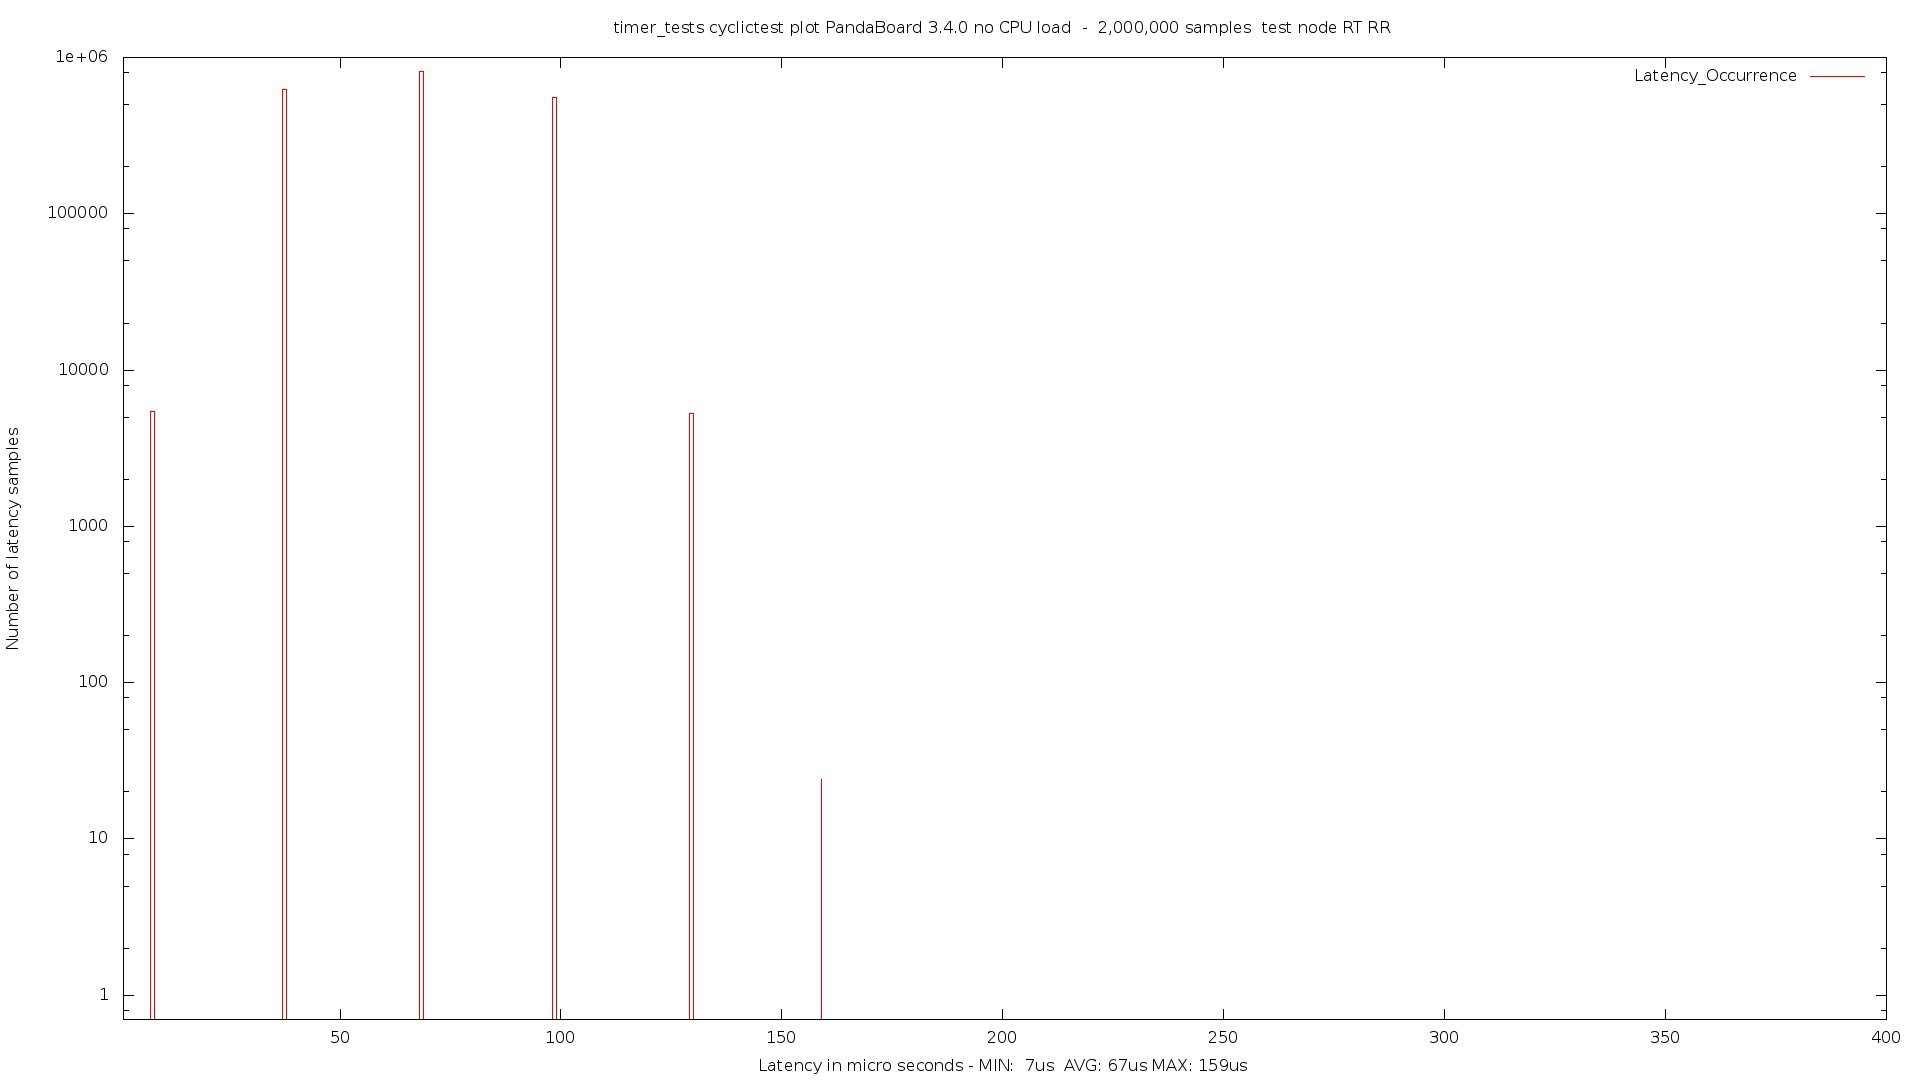 timer_tests cyclictest plot PandaBoard 3.4.0 no CPU load  -  2,000,000 samples  test node RT RR
Latency_Occurrence
1e+06
100000
10000
1000
100
10
1
Number of latency samples
50 100 150 200 250 300 350 400
Latency in micro seconds - MIN:  7us  AVG: 67us MAX: 159us